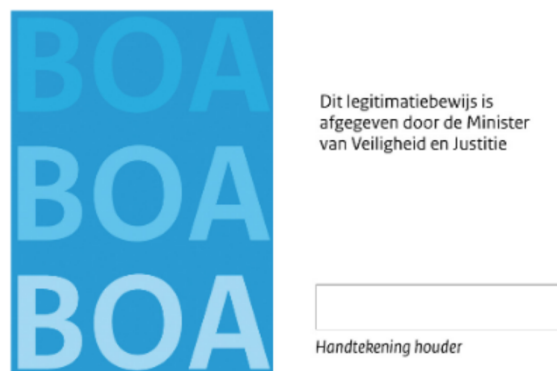 BOA
BOA
BOA
Dit legitimatiebewijs is
afgegeven door de Minister
van Veiligheid en Justitie
Handtekening houder